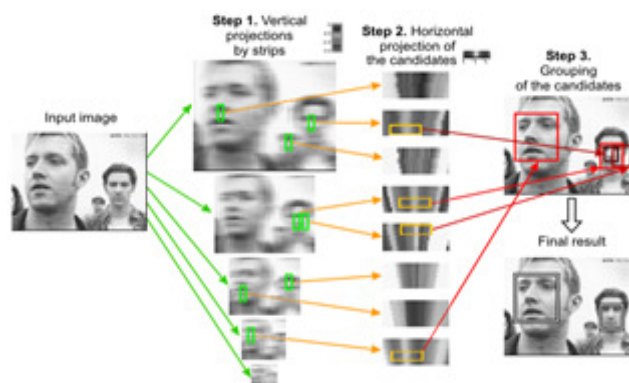 Step 1. Vertical
projections
by strips
Step 2. Horizontal
projection of
the candidates
Step 3.
Grouping
of the candidates
Input image
Final result